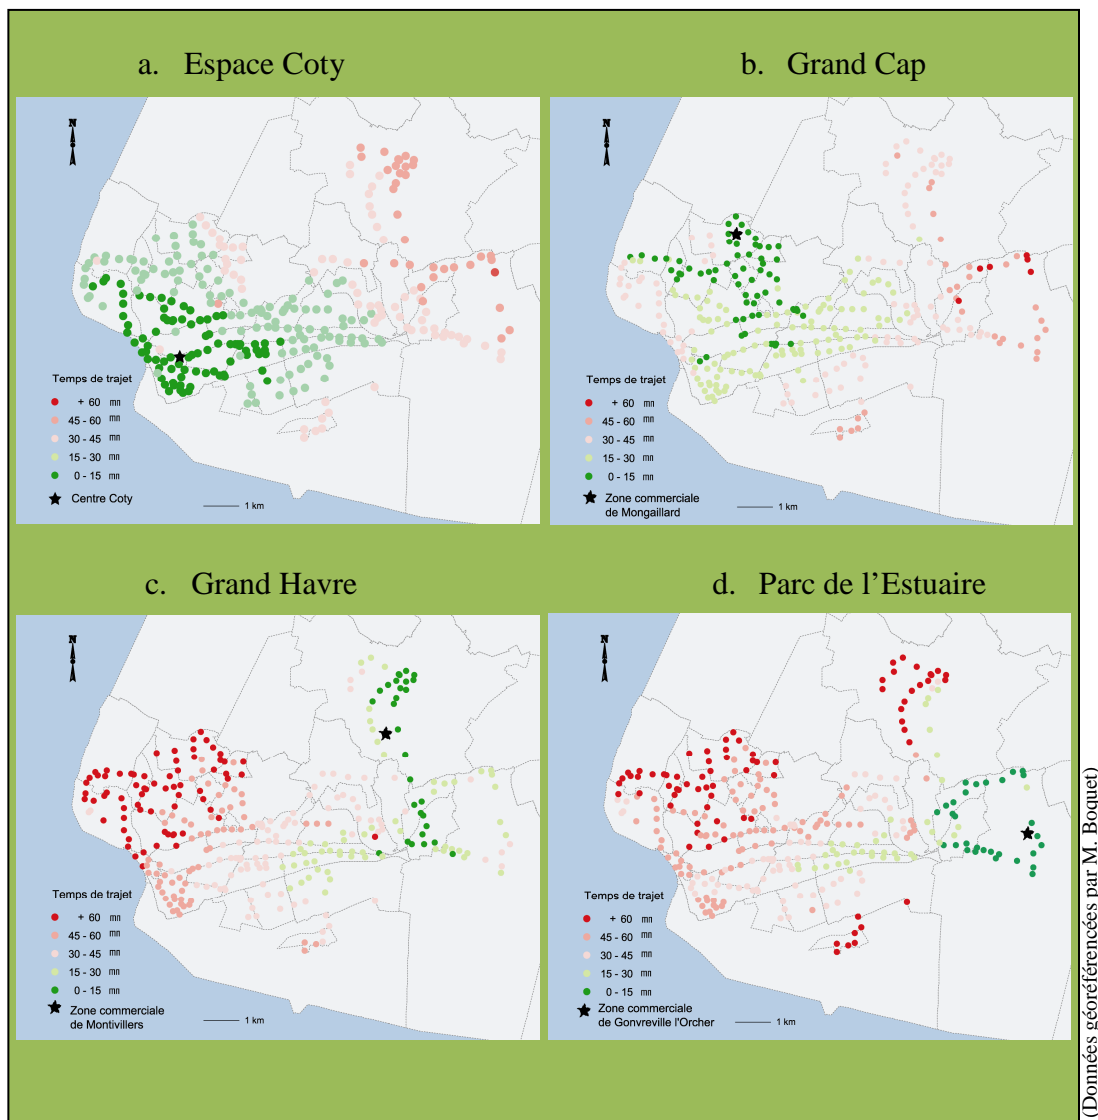 a. Espace Coty
N
Temps de trajet
+ 60 mn
45 - 60 mn
30 - 45 mn
15 - 30 mn
0 - 15 mn
Centre Coty
1 km
b. Grand Cap
N
Temps de trajet
+ 60 mn
45 - 60 mn
30 - 45 mn
15 - 30 mn
0 - 15 mn
Zone commerciale
de Mongaillard
1 km
c. Grand Havre
N
Temps de trajet
+ 60 mn
45 - 60 mn
30 - 45 mn
15 - 30 mn
0 - 15 mn
Zone commerciale
de Montivillers
1 km
d. Parc de l’Estuaire
N
Temps de trajet
+ 60 mn
45 - 60 mn
30 - 45 mn
15 - 30 mn
0 - 15 mn
Zone commerciale
de Gonvreville l'Orcher
1 km
(Données géoréférencées par M. Boquet)